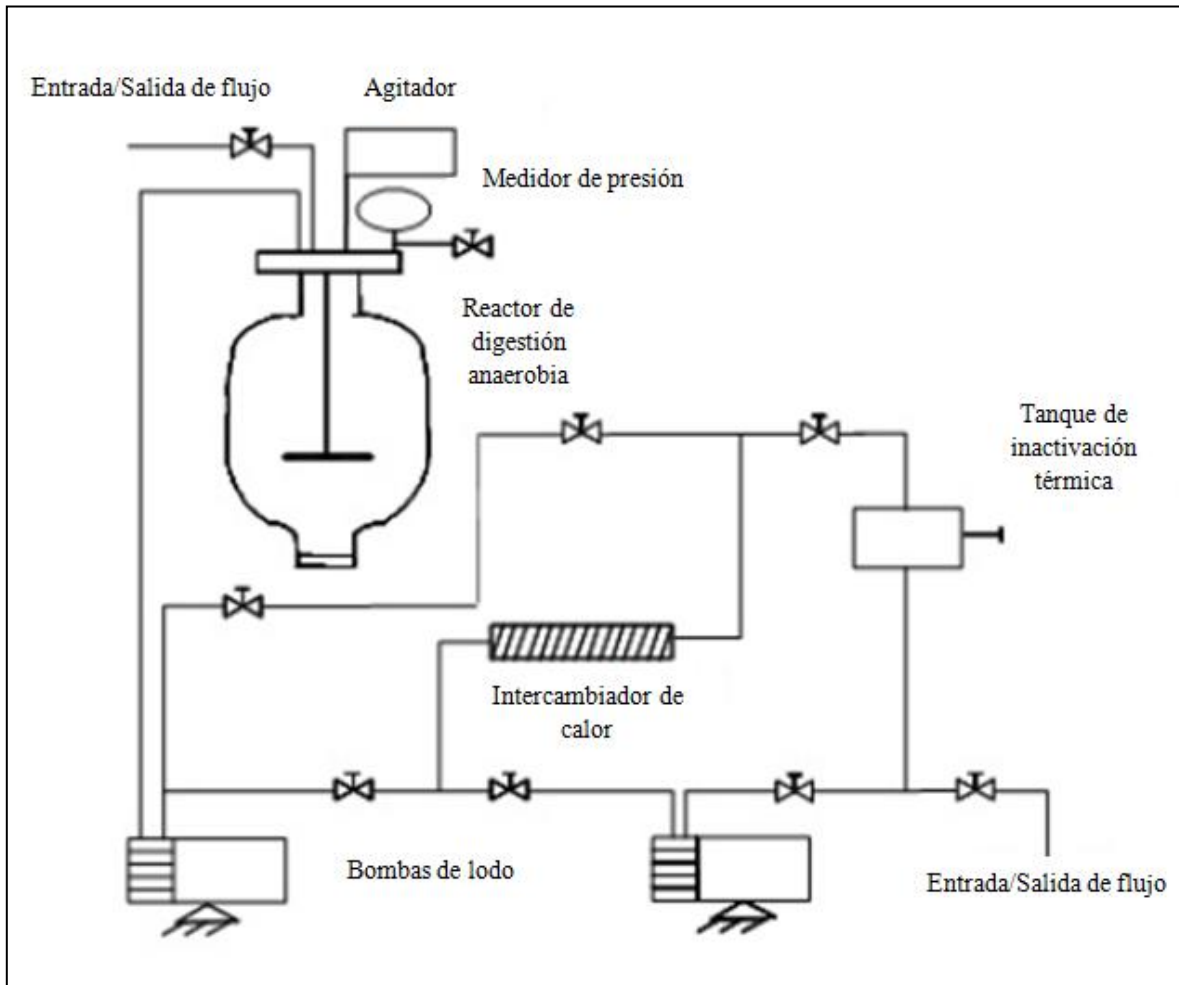 Entrada/Salida de flujo
Agitador
Medidor de presión
Reactor de
digestión
anaerobia
Tanque de
inactivación
térmica
Intercambiador de
calor
Bombas de lodo
Entrada/Salida de flujo